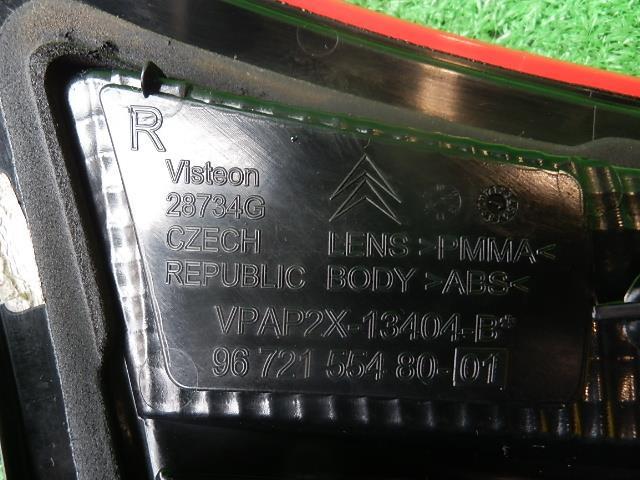 R
Visteon
28734G
CZECH LENS >PMMA<
REPUBLIC BODY >ABS<
VPAP2X-13404-B*
96 721 554 80-01